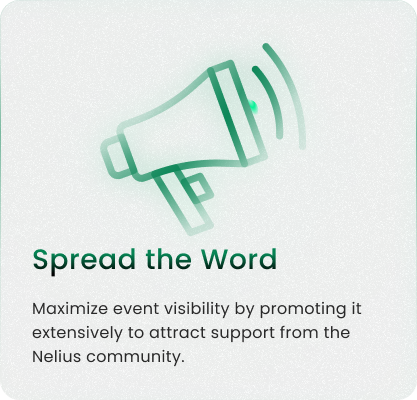 Spread the Word
Maximize event visibility by promoting it
extensively to attract support from the
Nelius community.